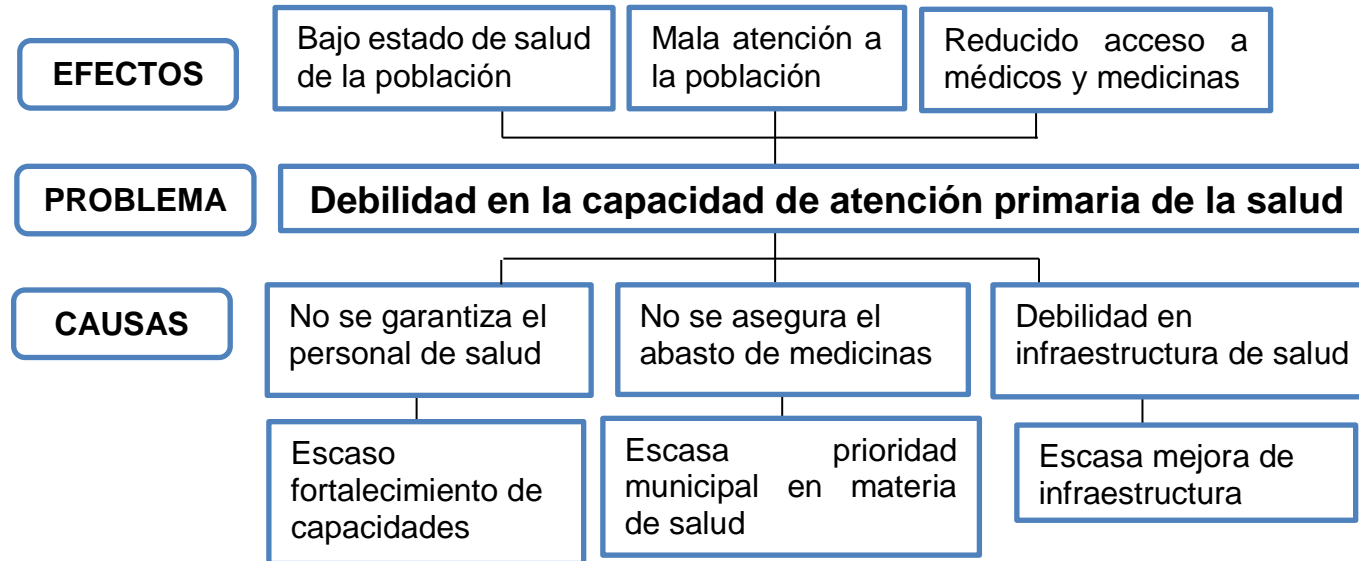 EFECTOS
Bajo estado de salud
de la población
Mala atención a
la población
Reducido acceso a
médicos y medicinas
PROBLEMA
Debilidad en la capacidad de atención primaria de la salud
CAUSAS
No se garantiza el
personal de salud
No se asegura el
abasto de medicinas
Debilidad en
infraestructura de salud
Escaso
fortalecimiento de
capacidades
Escasa prioridad
municipal en materia
de salud
Escasa mejora de
infraestructura